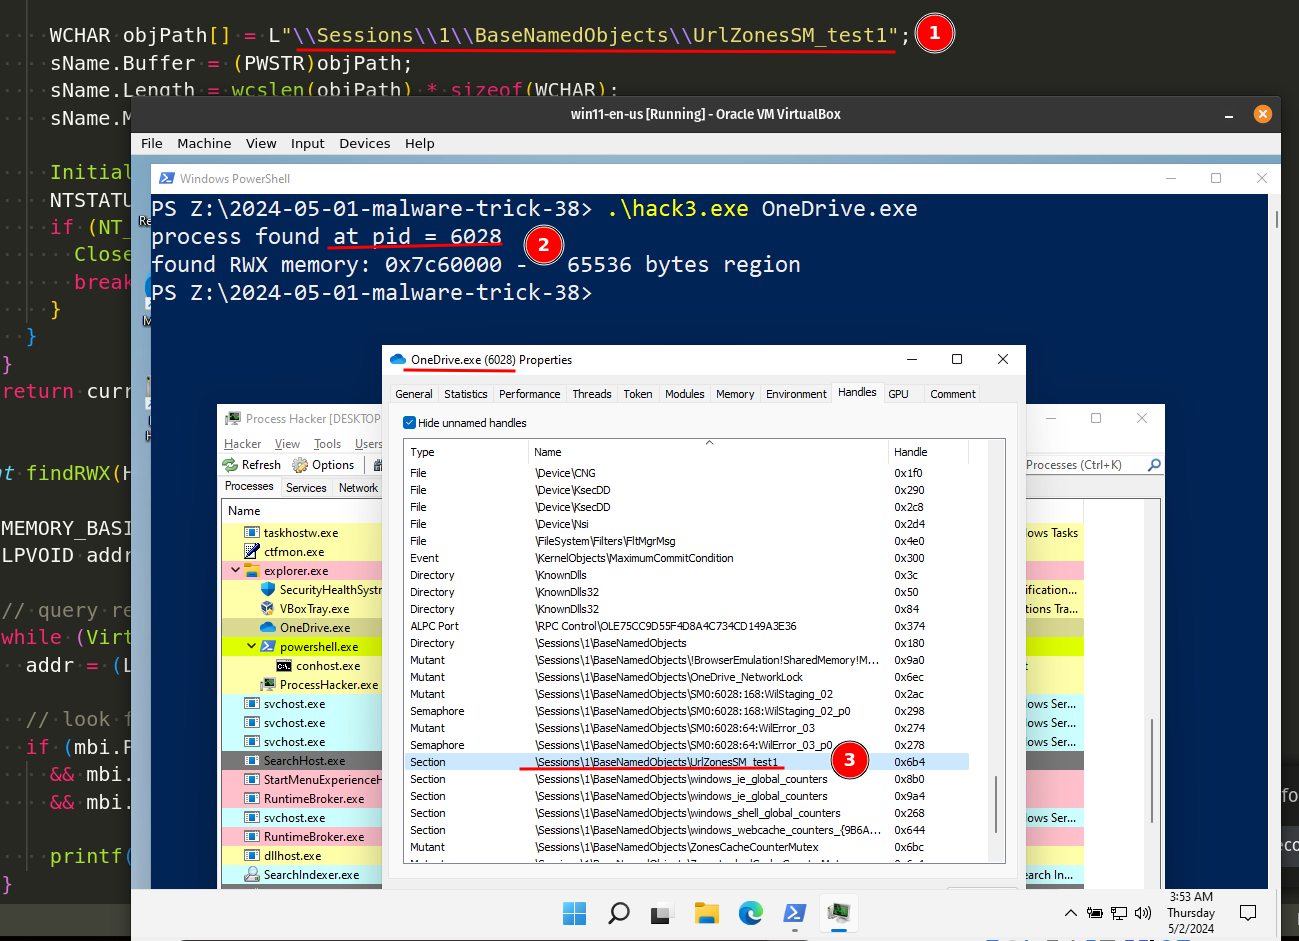 WCHAR objPath[] = L"\\Sessions\\1\\BaseNamedObjects\\UrlZonesSM_test1";
1
sName.Buffer = (PWSTR)objPath;
sName.Length = wcslen(objPath) * sizeof(WCHAR);
sName.M
win11-en-us [Running] - Oracle VM VirtualBox
File Machine View Input Devices Help
Initial
Windows PowerShell
NTSTATU
Re
PS Z:\2024-05-01-malware-trick-38> .\hack3.exe OneDrive.exe
if (NT_
process found at pid = 6028
2
Close
found RWX memory: 0x7c60000 - 65536 bytes region
break
PS Z:\2024-05-01-malware-trick-38>
}
}
}
return curr
OneDrive.exe (6028) Properties
General Statistics Performance Threads Token Modules Memory Environment Handles GPU Comment
Hide unnamed handles
Process Hacker [DESKTOP
Hacker View Tools Users
Refresh Options
Processes (Ctrl+K)
Processes Services Network
Name
taskhostw.exe
ctfmon.exe
explorer.exe
SecurityHealthSystr
VBoxTray.exe
OneDrive.exe
powershell.exe
conhost.exe
ProcessHacker.exe
svchost.exe
svchost.exe
svchost.exe
SearchHost.exe
StartMenuExperienceH
RuntimeBroker.exe
svchost.exe
RuntimeBroker.exe
dllhost.exe
SearchIndexer.exe
Type Name Handle
File \Device\CNG 0x1f0
File \Device\KsecDD 0x290
File \Device\KsecDD 0x2c8
File \Device\Nsi 0x2d4
File \FileSystem\Filters\FltMgrMsg 0x4e0
Event \KernelObjects\MaximumCommitCondition 0x300
Directory \KnownDlls 0x3c
Directory \KnownDlls32 0x50
Directory \KnownDlls32 0x84
ALPC Port \RPC Control\OLE75CC9D55F4D8A4C734CD149A3E36 0x374
Directory \Sessions\1\BaseNamedObjects 0x180
Mutant \Sessions\1\BaseNamedObjects\!BrowserEmulation!SharedMemory!M... 0x9a0
Mutant \Sessions\1\BaseNamedObjects\OneDrive_NetworkLock 0x6ec
Mutant \Sessions\1\BaseNamedObjects\SM0:6028:168:WilStaging_02 0x2ac
Semaphore \Sessions\1\BaseNamedObjects\SM0:6028:168:WilStaging_02_p0 0x298
Mutant \Sessions\1\BaseNamedObjects\SM0:6028:64:WilError_03 0x274
Semaphore \Sessions\1\BaseNamedObjects\SM0:6028:64:WilError_03_p0 0x278
Section \Sessions\1\BaseNamedObjects\UrlZonesSM_test1 0x6b4
3
Section \Sessions\1\BaseNamedObjects\windows_ie_global_counters 0x8b0
Section \Sessions\1\BaseNamedObjects\windows_ie_global_counters 0x9a4
Section \Sessions\1\BaseNamedObjects\windows_shell_global_counters 0x268
Section \Sessions\1\BaseNamedObjects\windows_webcache_counters_{9B6A... 0x644
Mutant \Sessions\1\BaseNamedObjects\ZonesCacheCounterMutex 0x6bc
ows Tasks
ification...
tions Tra...
ows Ser...
ows Ser...
ows Ser...
earch In...
t findRWX(H
MEMORY_BASI
LPVOID addr
// query re
while (Virt
addr = (L
// look f
if (mbi.P
&& mbi.
&& mbi.
printf(
}
fo
eco
3:53 AM
Thursday
5/2/2024